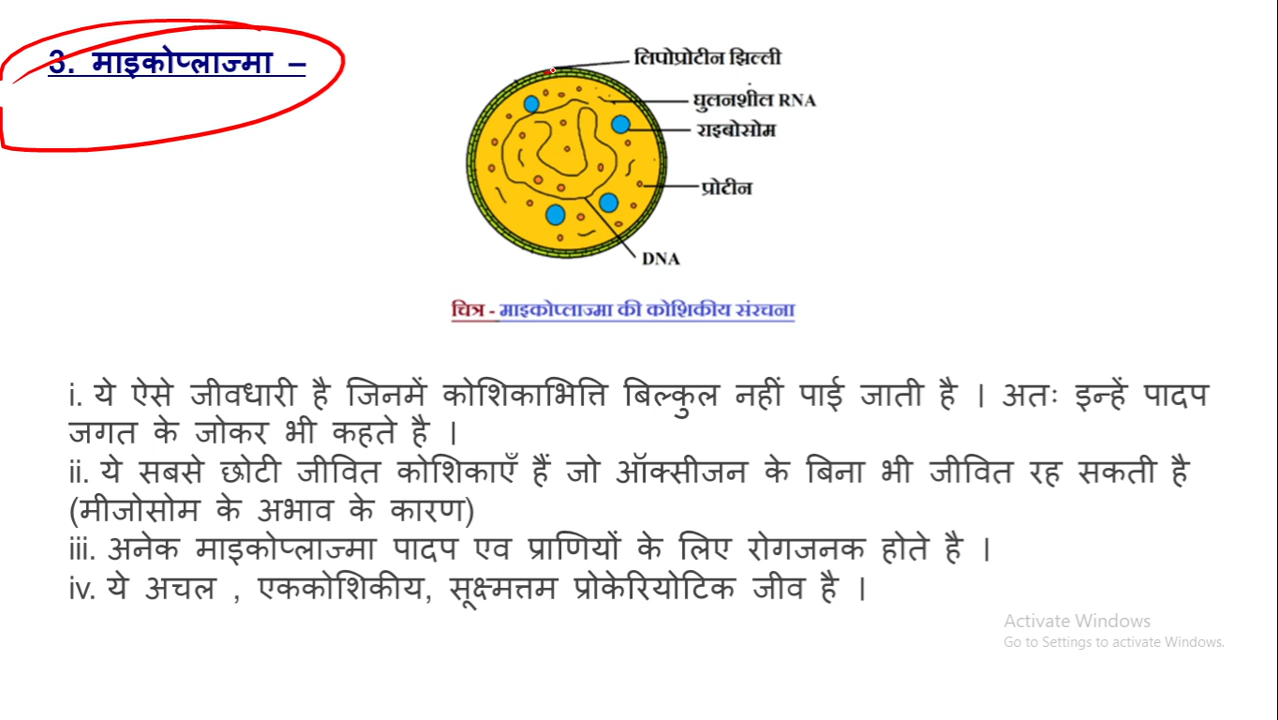 3. माइकोप्लाज्मा –
लिपोप्रोटीन झिल्ली
घुलनशील RNA
राइबोसोम
प्रोटीन
DNA
चित्र - माइकोप्लाज्मा की कोशिकीय संरचना
i. ये ऐसे जीवधारी है जिनमें कोशिकाभित्ति बिल्कुल नहीं पाई जाती है । अतः इन्हें पादप
जगत के जोकर भी कहते है ।
ii. ये सबसे छोटी जीवित कोशिकाएँ हैं जो ऑक्सीजन के बिना भी जीवित रह सकती है
(मीजोसोम के अभाव के कारण)
iii. अनेक माइकोप्लाज्मा पादप एव प्राणियों के लिए रोगजनक होते है ।
iv. ये अचल , एककोशिकीय, सूक्ष्मत्तम प्रोकेरियोटिक जीव है ।
Activate Windows
Go to Settings to activate Windows.